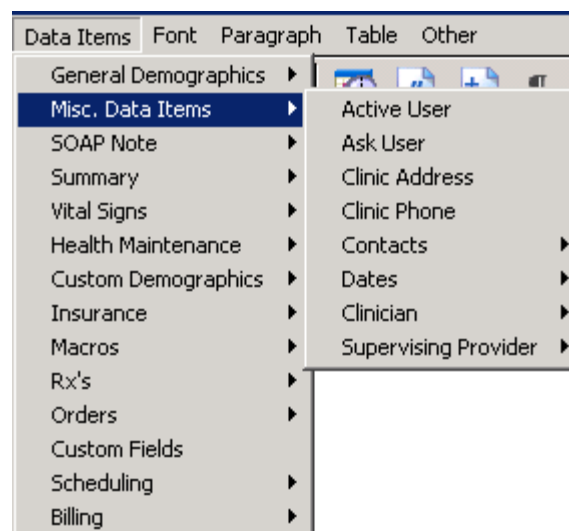 Data Items Font Paragraph Table Other
General Demographics
Misc. Data Items
SOAP Note
Summary
Vital Signs
Health Maintenance
Custom Demographics
Insurance
Macros
Rx's
Orders
Custom Fields
Scheduling
Billing
Active User
Ask User
Clinic Address
Clinic Phone
Contacts
Dates
Clinician
Supervising Provider